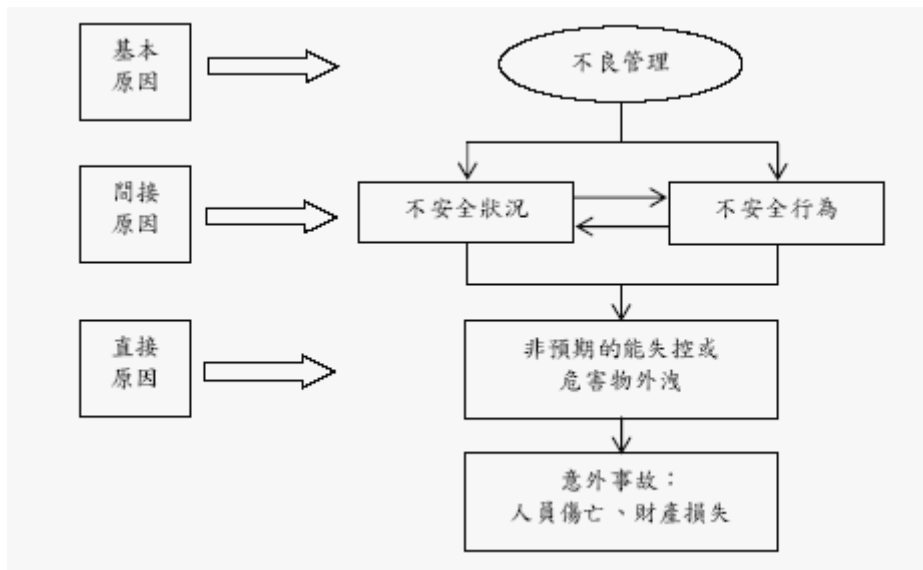 基本
原因
不良管理
間接
原因
不安全狀況
不安全行為
直接
原因
非預期的能失控或
危害物外洩
意外事故：
人員傷亡、財產損失